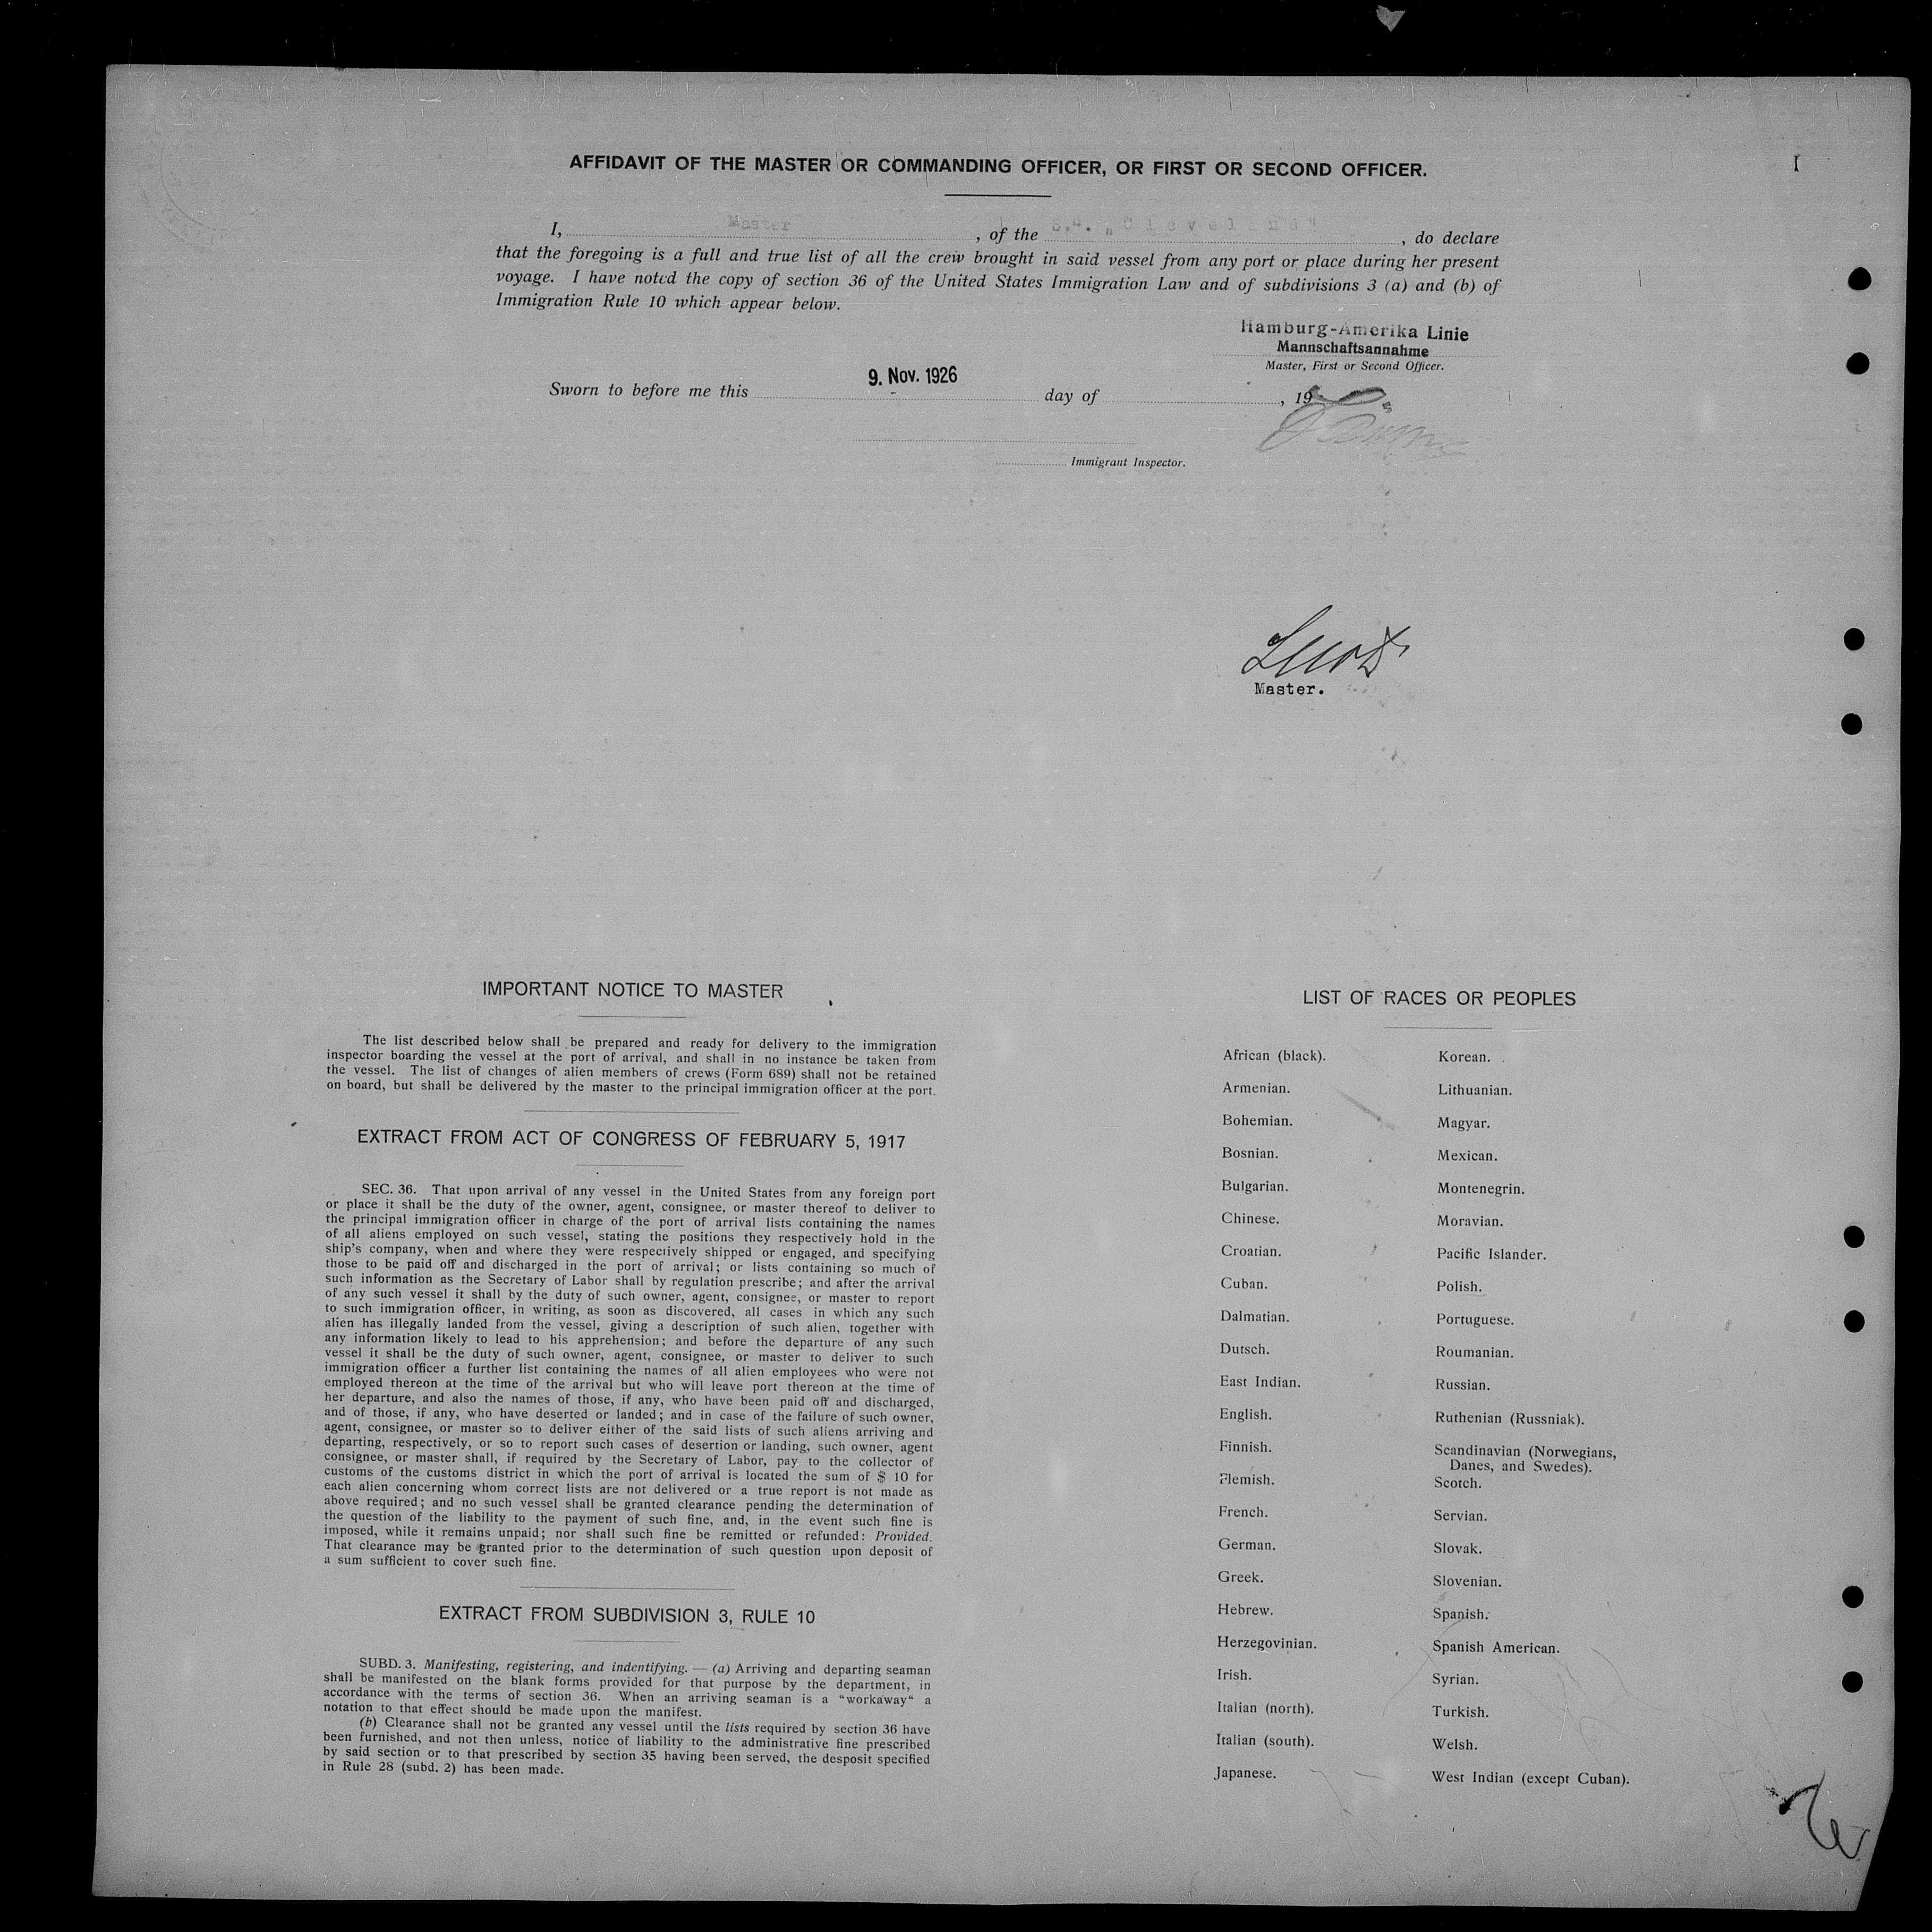 AFFIDAVIT OF THE MASTER OR COMMANDING OFFICER, OR FIRST OR SECOND OFFICER.
I
I, Master, of the S.S. „Cleveland", do declare
that the foregoing is a full and true list of all the crew brought in said vessel from any port or place during her present
voyage. I have noted the copy of section 36 of the United States Immigration Law and of subdivisions 3 (a) and (b) of
Immigration Rule 10 which appear below.
Hamburg-Amerika Linie
Mannschaftsannahme
Master, First or Second Officer.
Sworn to before me this 9. Nov. 1926 day of , 19
Immigrant Inspector.
Master.
IMPORTANT NOTICE TO MASTER
The list described below shall be prepared and ready for delivery to the immigration
inspector boarding the vessel at the port of arrival, and shall in no instance be taken from
the vessel. The list of changes of alien members of crews (Form 689) shall not be retained
on board, but shall be delivered by the master to the principal immigration officer at the port.
EXTRACT FROM ACT OF CONGRESS OF FEBRUARY 5, 1917
SEC. 36. That upon arrival of any vessel in the United States from any foreign port
or place it shall be the duty of the owner, agent, consignee, or master thereof to deliver to
the principal immigration officer in charge of the port of arrival lists containing the names
of all aliens employed on such vessel, stating the positions they respectively hold in the
ship's company, when and where they were respectively shipped or engaged, and specifying
those to be paid off and discharged in the port of arrival; or lists containing so much of
such information as the Secretary of Labor shall by regulation prescribe; and after the arrival
of any such vessel it shall by the duty of such owner, agent, consignee, or master to report
to such immigration officer, in writing, as soon as discovered, all cases in which any such
alien has illegally landed from the vessel, giving a description of such alien, together with
any information likely to lead to his apprehension; and before the departure of any such
vessel it shall be the duty of such owner, agent, consignee, or master to deliver to such
immigration officer a further list containing the names of all alien employees who were not
employed thereon at the time of the arrival but who will leave port thereon at the time of
her departure, and also the names of those, if any, who have been paid off and discharged,
and of those, if any, who have deserted or landed; and in case of the failure of such owner,
agent, consignee, or master so to deliver either of the said lists of such aliens arriving and
departing, respectively, or so to report such cases of desertion or landing, such owner, agent
consignee, or master shall, if required by the Secretary of Labor, pay to the collector of
customs of the customs district in which the port of arrival is located the sum of $ 10 for
each alien concerning whom correct lists are not delivered or a true report is not made as
above required; and no such vessel shall be granted clearance pending the determination of
the question of the liability to the payment of such fine, and, in the event such fine is
imposed, while it remains unpaid; nor shall such fine be remitted or refunded: Provided.
That clearance may be granted prior to the determination of such question upon deposit of
a sum sufficient to cover such fine.
EXTRACT FROM SUBDIVISION 3, RULE 10
SUBD. 3. Manifesting, registering, and indentifying. — (a) Arriving and departing seaman
shall be manifested on the blank forms provided for that purpose by the department, in
accordance with the terms of section 36. When an arriving seaman is a “workaway“ a
notation to that effect should be made upon the manifest.
(b) Clearance shall not be granted any vessel until the lists required by section 36 have
been furnished, and not then unless, notice of liability to the administrative fine prescribed
by said section or to that prescribed by section 35 having been served, the desposit specified
in Rule 28 (subd. 2) has been made.
LIST OF RACES OR PEOPLES
African (black).
Armenian.
Bohemian.
Bosnian.
Bulgarian.
Chinese.
Croatian.
Cuban.
Dalmatian.
Dutsch.
East Indian.
English.
Finnish.
Flemish.
French.
German.
Greek.
Hebrew.
Herzegovinian.
Irish.
Italian (north).
Italian (south).
Japanese.
Korean.
Lithuanian.
Magyar.
Mexican.
Montenegrin.
Moravian.
Pacific Islander.
Polish.
Portuguese.
Roumanian.
Russian.
Ruthenian (Russniak).
Scandinavian (Norwegians,
Danes, and Swedes).
Scotch.
Servian.
Slovak.
Slovenian.
Spanish.
Spanish American.
Syrian.
Turkish.
Welsh.
West Indian (except Cuban).